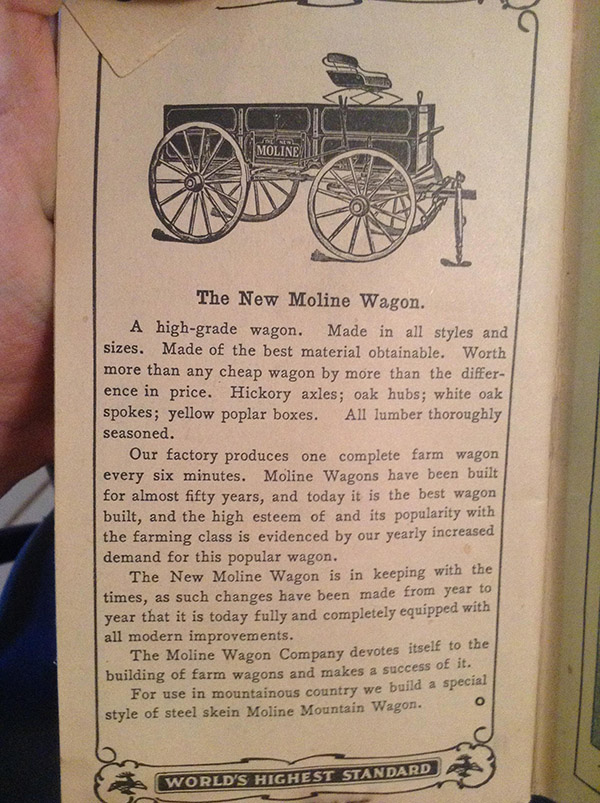 THE NEW
MOLINE
The New Moline Wagon.
A high-grade wagon. Made in all styles and
sizes. Made of the best material obtainable. Worth
more than any cheap wagon by more than the differ-
ence in price. Hickory axles; oak hubs; white oak
spokes; yellow poplar boxes. All lumber thoroughly
seasoned.
Our factory produces one complete farm wagon
every six minutes. Moline Wagons have been built
for almost fifty years, and today it is the best wagon
built, and the high esteem of and its popularity with
the farming class is evidenced by our yearly increased
demand for this popular wagon.
The New Moline Wagon is in keeping with the
times, as such changes have been made from year to
year that it is today fully and completely equipped with
all modern improvements.
The Moline Wagon Company devotes itself to the
building of farm wagons and makes a success of it.
For use in mountainous country we build a special
style of steel skein Moline Mountain Wagon.
WORLD'S HIGHEST STANDARD